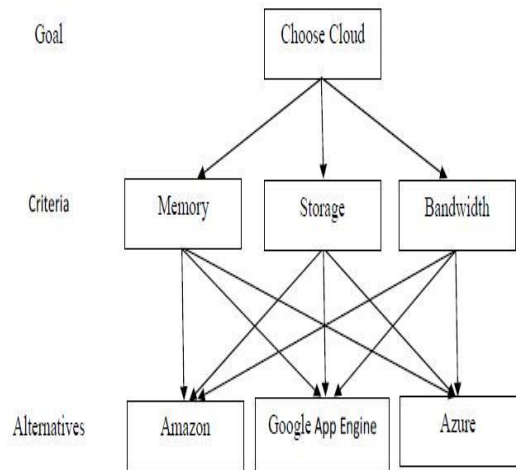 Goal
Choose Cloud
Criteria
Memory
Storage
Bandwidth
Alternatives
Amazon
Google App Engine
Azure